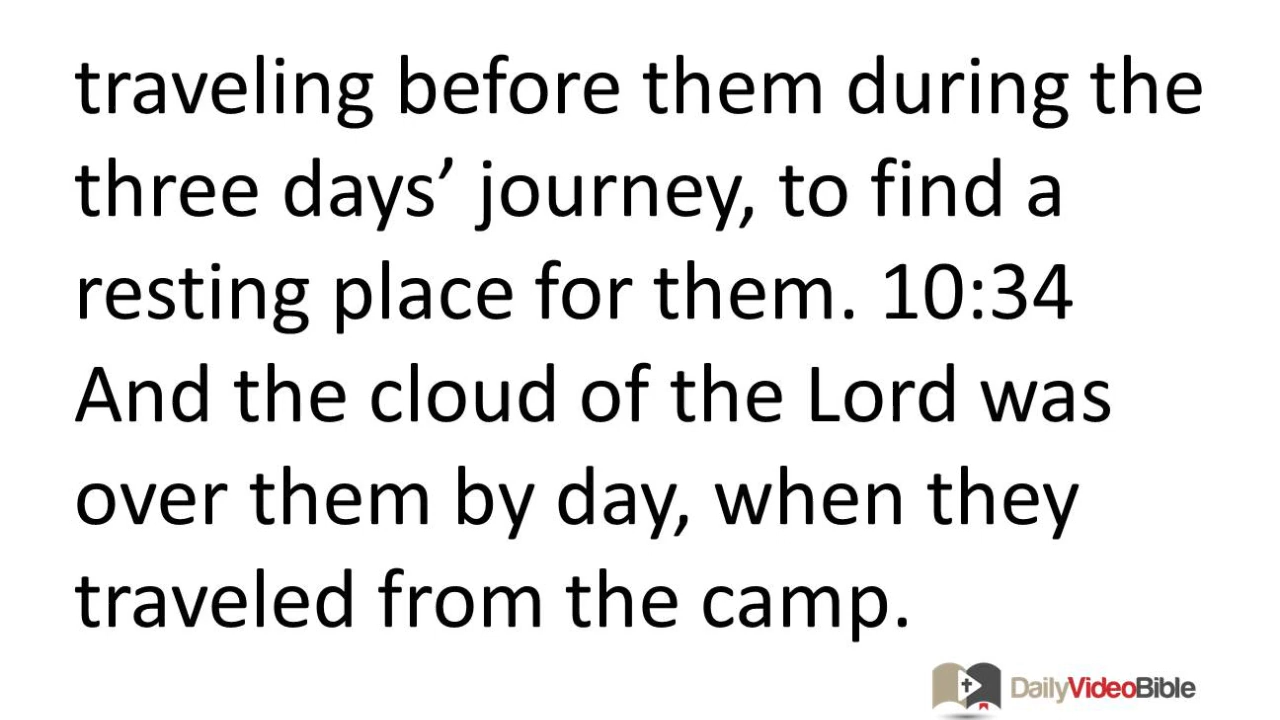 traveling before them during the
three days’ journey, to find a
resting place for them. 10:34
And the cloud of the Lord was
over them by day, when they
traveled from the camp.
DailyVideoBible